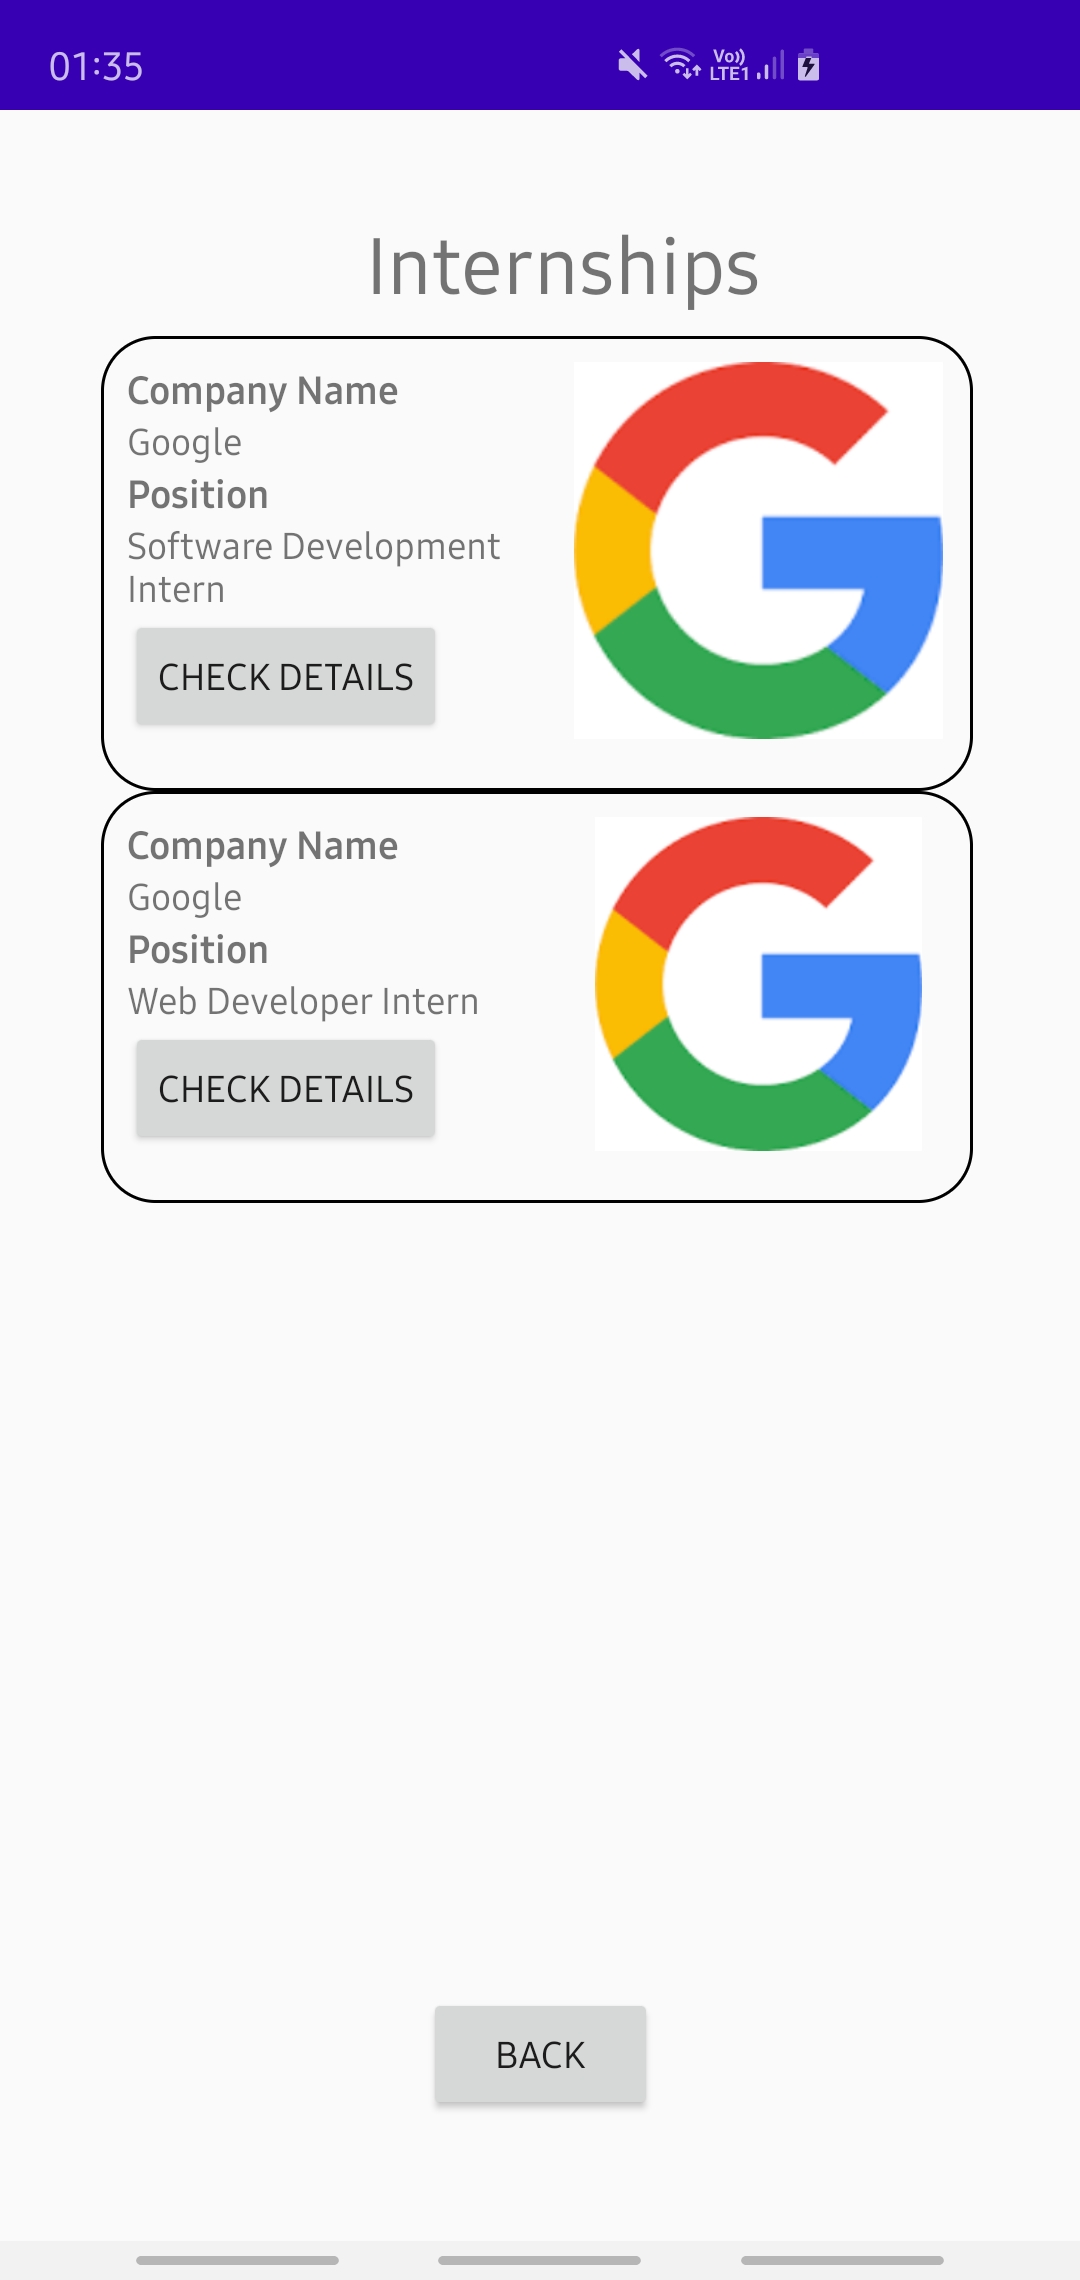 01:35
Vo)) LTE1
Internships
Company Name
Google
Position
Software Development
Intern
CHECK DETAILS
Company Name
Google
Position
Web Developer Intern
CHECK DETAILS
BACK